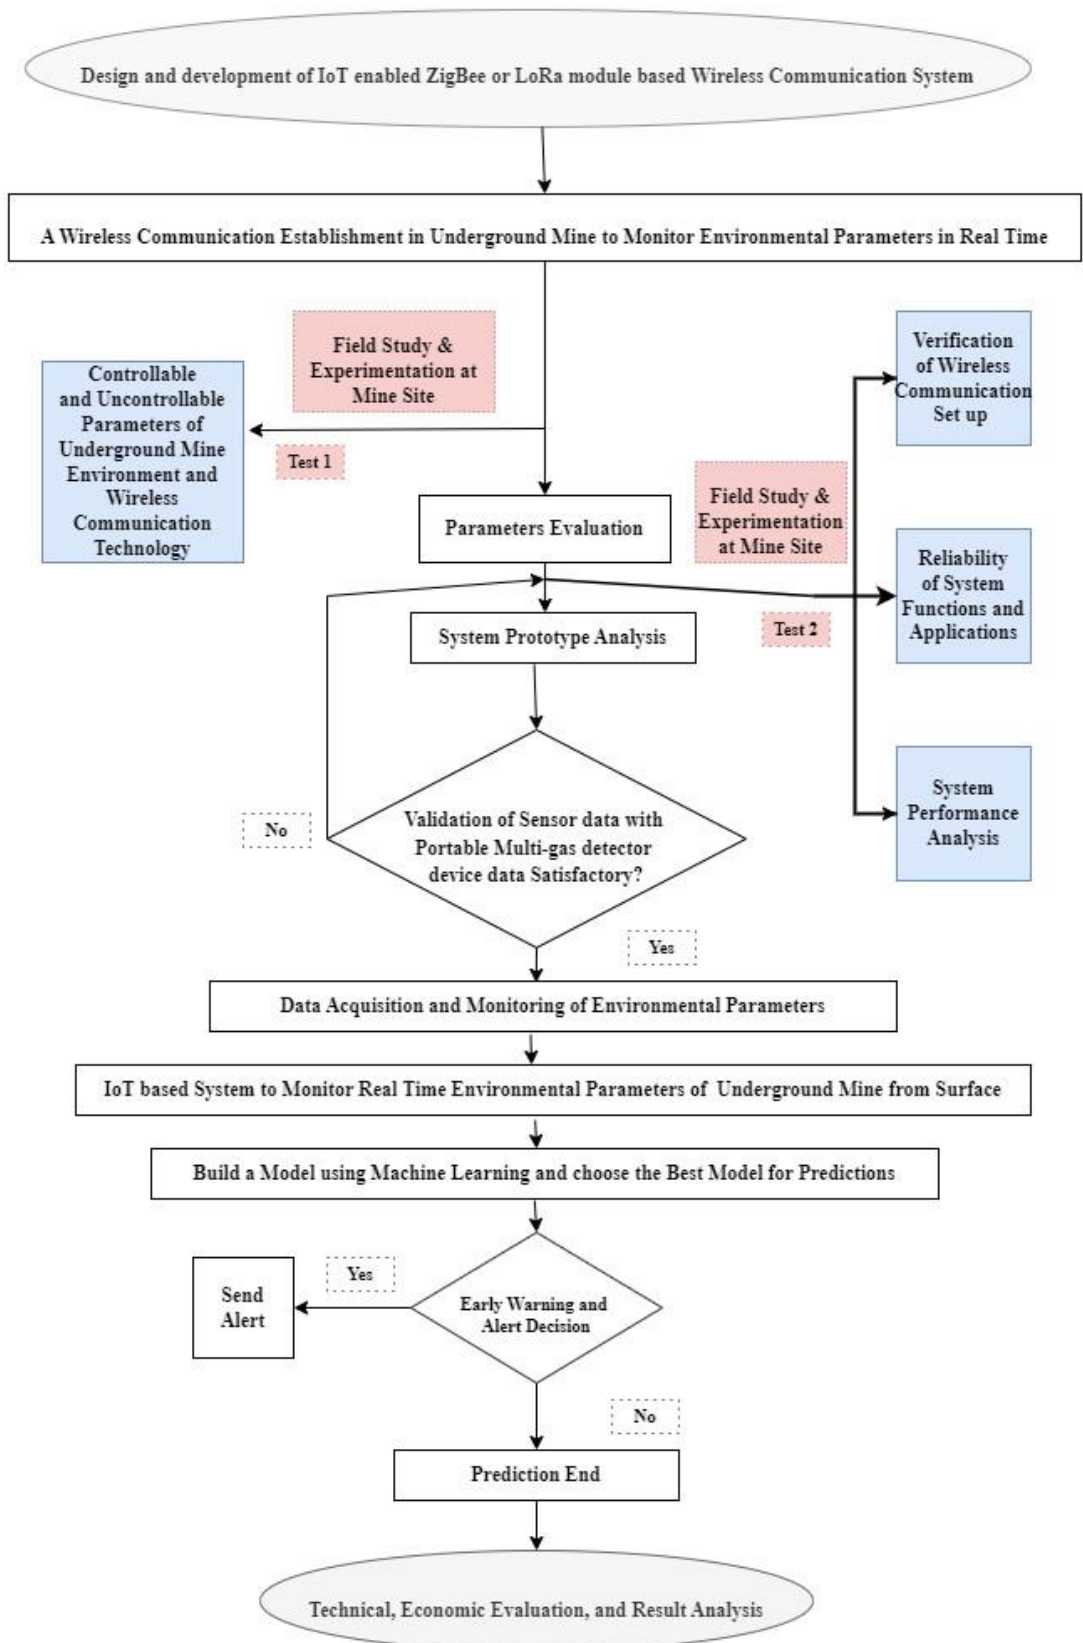 Design and development of IoT enabled ZigBee or LoRa module based Wireless Communication System
A Wireless Communication Establishment in Underground Mine to Monitor Environmental Parameters in Real Time
Field Study &
Experimentation at
Mine Site
Controllable
and Uncontrollable
Parameters of
Underground Mine
Environment and
Wireless
Communication
Technology
Test 1
Verification
of Wireless
Communication
Set up
Parameters Evaluation
Field Study &
Experimentation
at Mine Site
Reliability
of System
Functions and
Applications
System Prototype Analysis
Test 2
System
Performance
Analysis
Validation of Sensor data with
Portable Multi-gas detector
device data Satisfactory?
No
Yes
Data Acquisition and Monitoring of Environmental Parameters
IoT based System to Monitor Real Time Environmental Parameters of Underground Mine from Surface
Build a Model using Machine Learning and choose the Best Model for Predictions
Early Warning and
Alert Decision
Yes
Send
Alert
No
Prediction End
Technical, Economic Evaluation, and Result Analysis